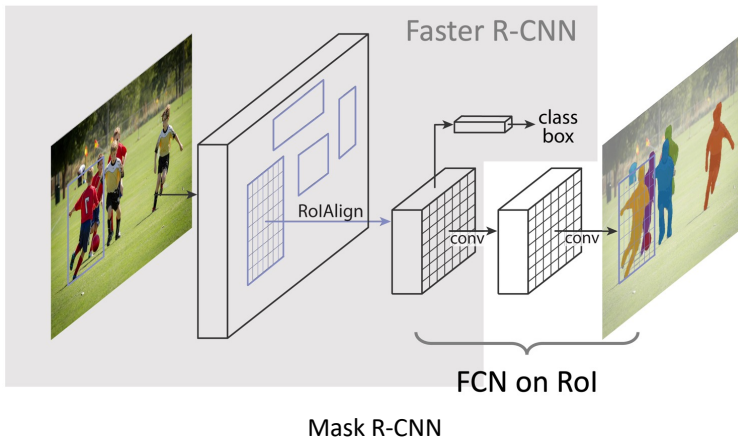 Faster R-CNN
class
box
RoIAlign
conv
conv
FCN on RoI
Mask R-CNN